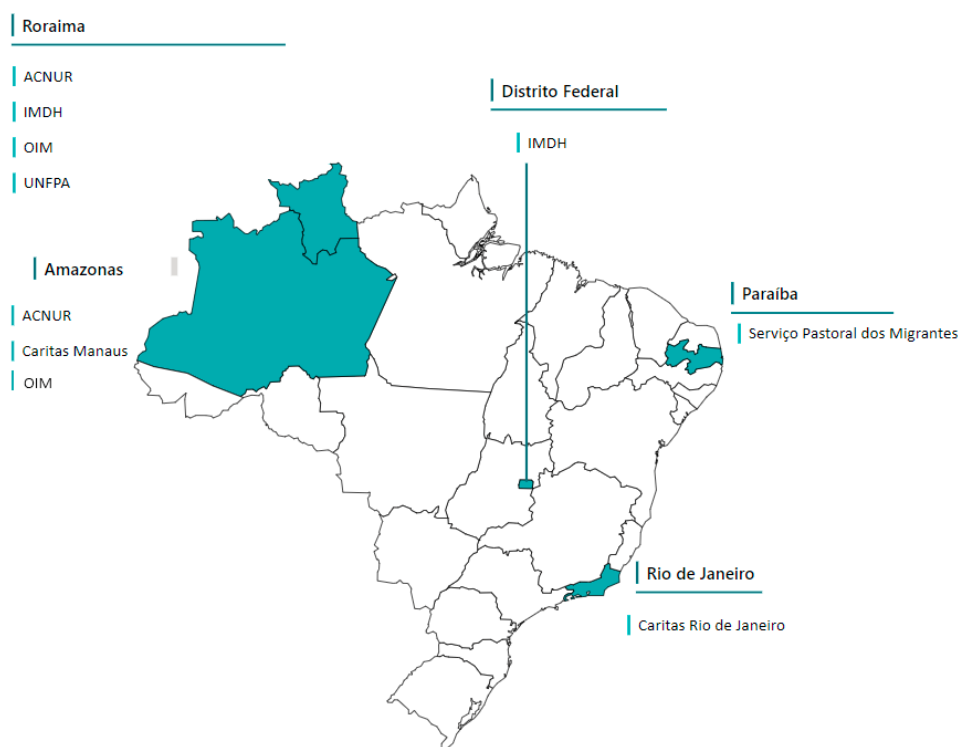 Roraima
ACNUR
IMDH
OIM
UNFPA
Distrito Federal
IMDH
Amazonas
ACNUR
Caritas Manaus
OIM
Paraíba
Serviço Pastoral dos Migrantes
Rio de Janeiro
Caritas Rio de Janeiro